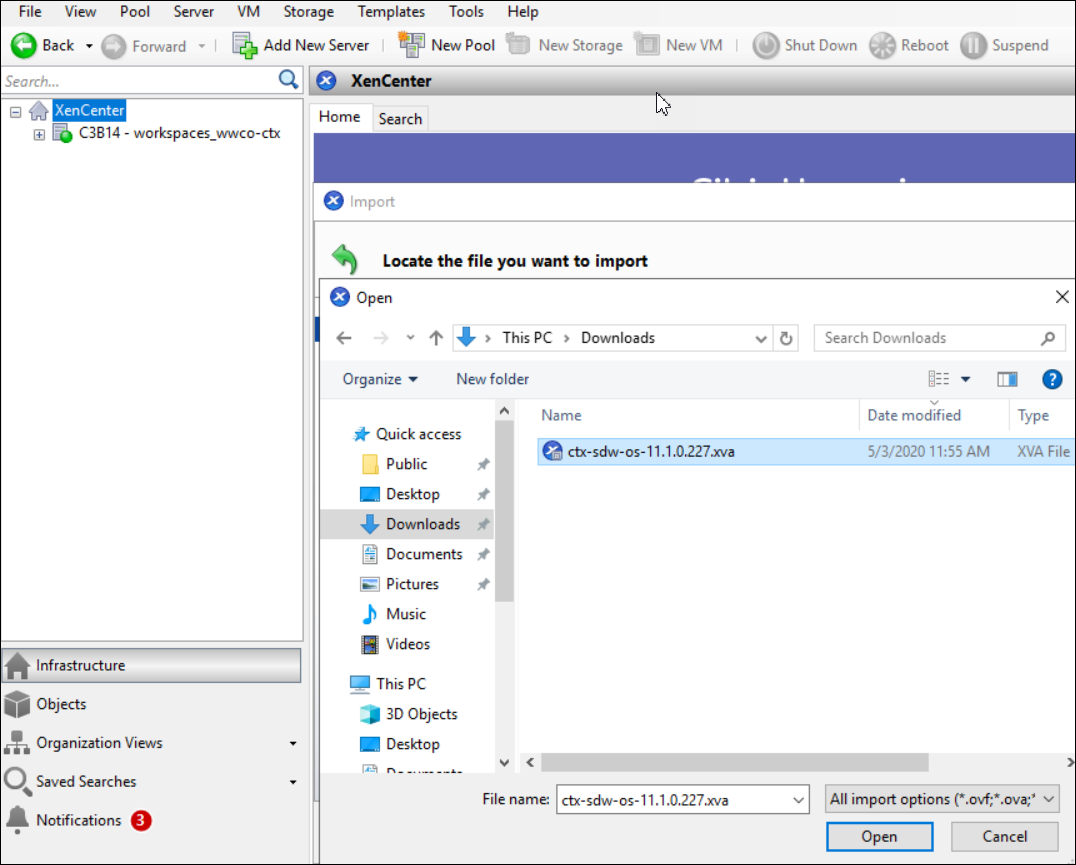 File View Pool Server VM Storage Templates Tools Help
Back Forward Add New Server New Pool New Storage New VM Shut Down Reboot Suspend
Search...
XenCenter
XenCenter
C3B14 - workspaces_wwco-ctx
Home Search
Import
Locate the file you want to import
Open
This PC Downloads
Search Downloads
Organize New folder
Name Date modified Type
ctx-sdw-os-11.1.0.227.xva 5/3/2020 11:55 AM XVA File
Quick access
Public
Desktop
Downloads
Documents
Pictures
Music
Videos
This PC
3D Objects
Desktop
File name: ctx-sdw-os-11.1.0.227.xva All import options (*.ovf;*.ova;*
Open Cancel
Infrastructure
Objects
Organization Views
Saved Searches
Notifications 3